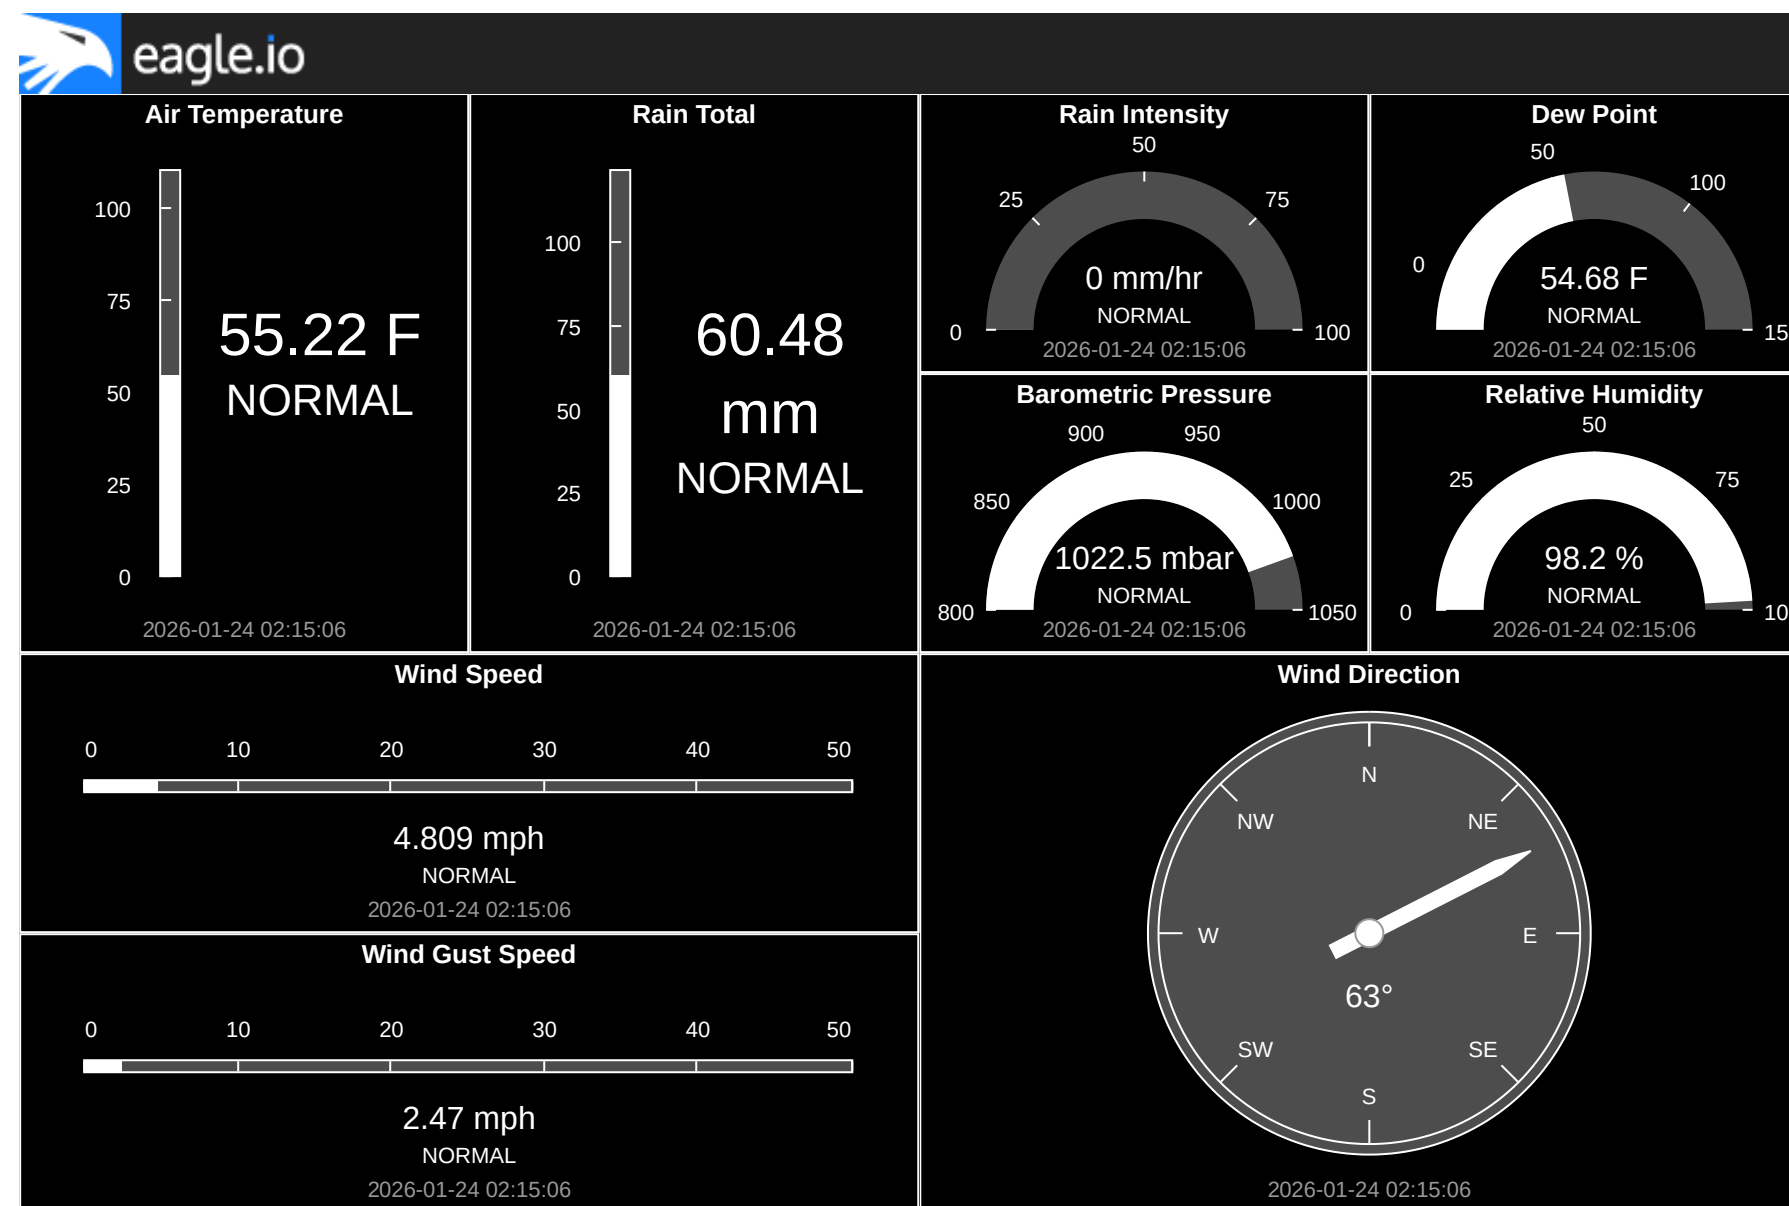 eagle.io
Air Temperature
100
75
50
25
0
55.22 F
NORMAL
2026-01-24 02:15:06
Rain Total
100
75
50
25
0
60.48
mm
NORMAL
2026-01-24 02:15:06
Rain Intensity
0
25
50
75
100
0 mm/hr
NORMAL
2026-01-24 02:15:06
Dew Point
0
50
100
15
54.68 F
NORMAL
2026-01-24 02:15:06
Barometric Pressure
800
850
900
950
1000
1050
1022.5 mbar
NORMAL
2026-01-24 02:15:06
Relative Humidity
0
25
50
75
10
98.2 %
NORMAL
2026-01-24 02:15:06
Wind Speed
0 10 20 30 40 50
4.809 mph
NORMAL
2026-01-24 02:15:06
Wind Gust Speed
0 10 20 30 40 50
2.47 mph
NORMAL
2026-01-24 02:15:06
Wind Direction
N
NW NE
W E
63°
SW SE
S
2026-01-24 02:15:06